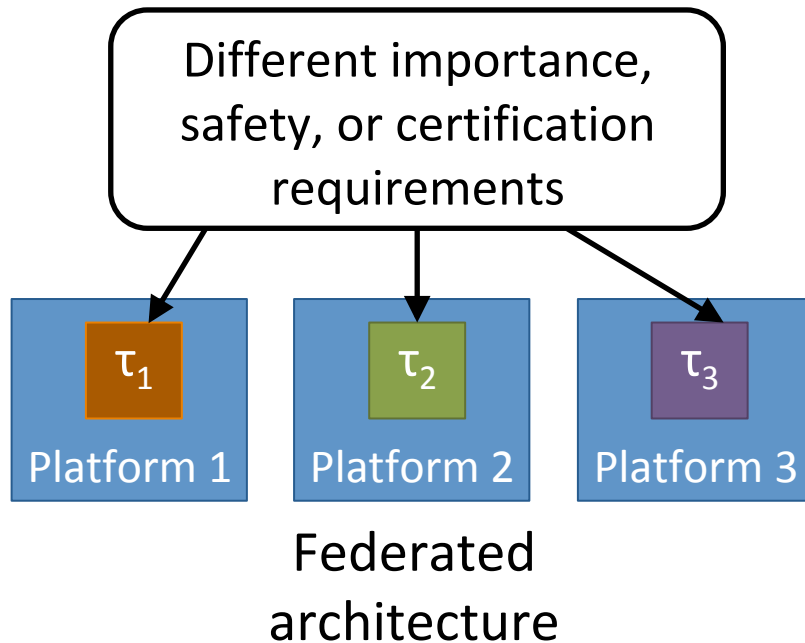 Different importance,
safety, or certification
requirements
τ₁
τ₂
τ₃
Platform 1
Platform 2
Platform 3
Federated
architecture